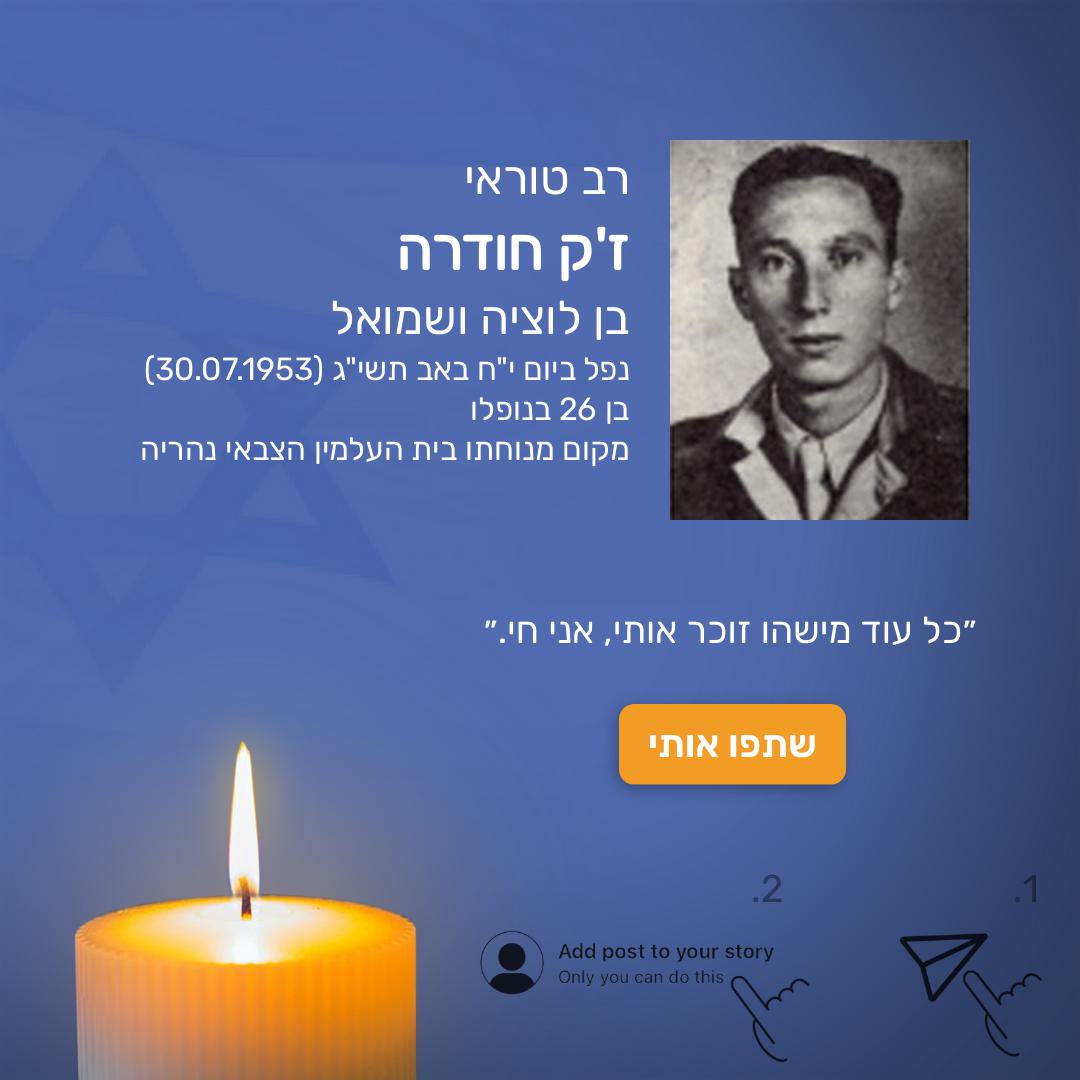 רב טוראי
ז'ק חודרה
בן לוציה ושמואל
נפל ביום י"ח באב תשי"ג (30.07.1953)
בן 26 בנופלו
מקום מנוחתו בית העלמין הצבאי נהריה
״כל עוד מישהו זוכר אותי, אני חי.״
שתפו אותי
1.
2.
Add post to your story
Only you can do this